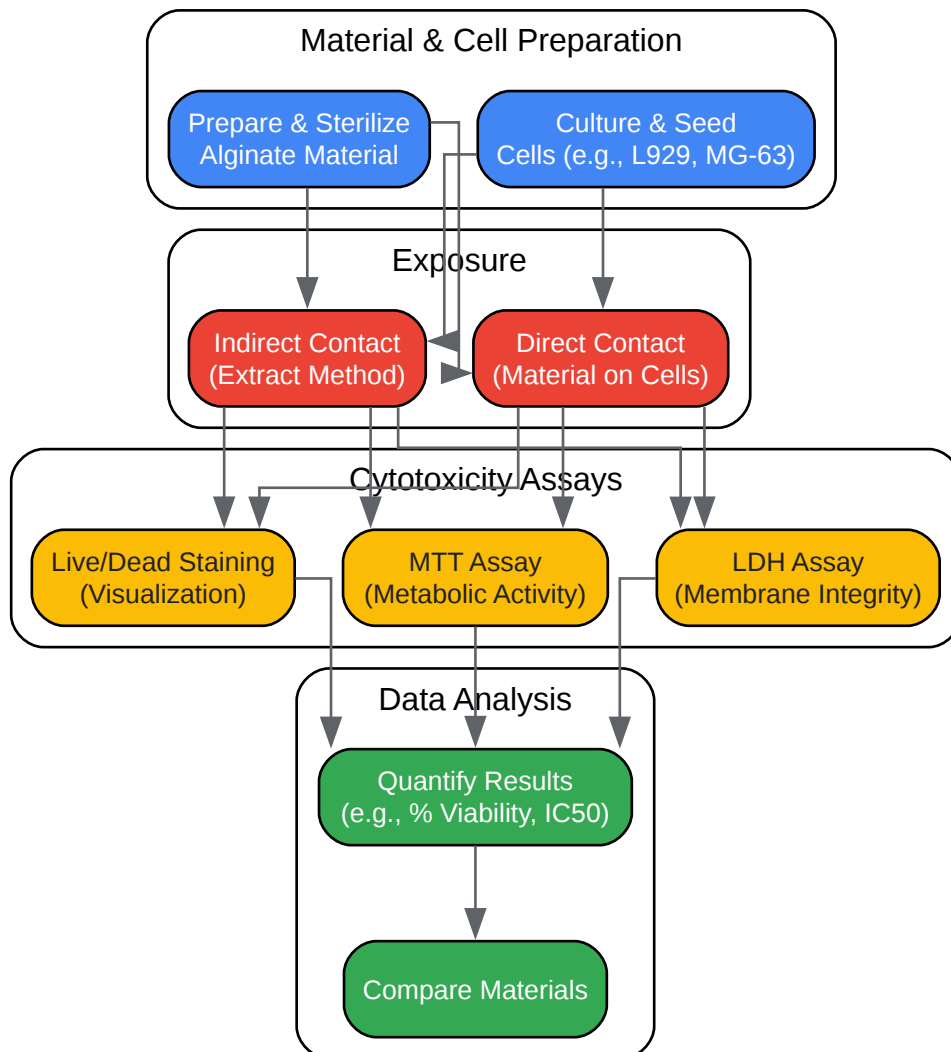 Material & Cell Preparation
Prepare & Sterilize
Alginate Material
Culture & Seed
Cells (e.g., L929, MG-63)
Exposure
Indirect Contact
(Extract Method)
Direct Contact
(Material on Cells)
Cytotoxicity Assays
Live/Dead Staining
(Visualization)
MTT Assay
(Metabolic Activity)
LDH Assay
(Membrane Integrity)
Data Analysis
Quantify Results
(e.g., % Viability, IC50)
Compare Materials